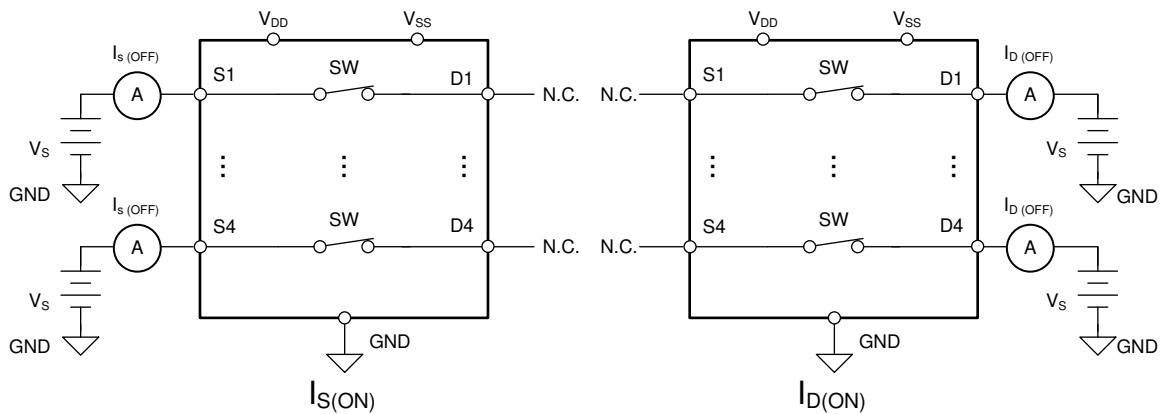 VDD VSS VDD VSS
Is (OFF) ID (OFF)
S1 SW D1 S1 SW D1
A N.C. N.C. A
VS VS
GND GND
⋮ ⋮ ⋮ ⋮ ⋮ ⋮
Is (OFF) ID (OFF)
S4 SW D4 S4 SW D4
A N.C. N.C. A
VS VS
GND GND GND GND
IS(ON) ID(ON)